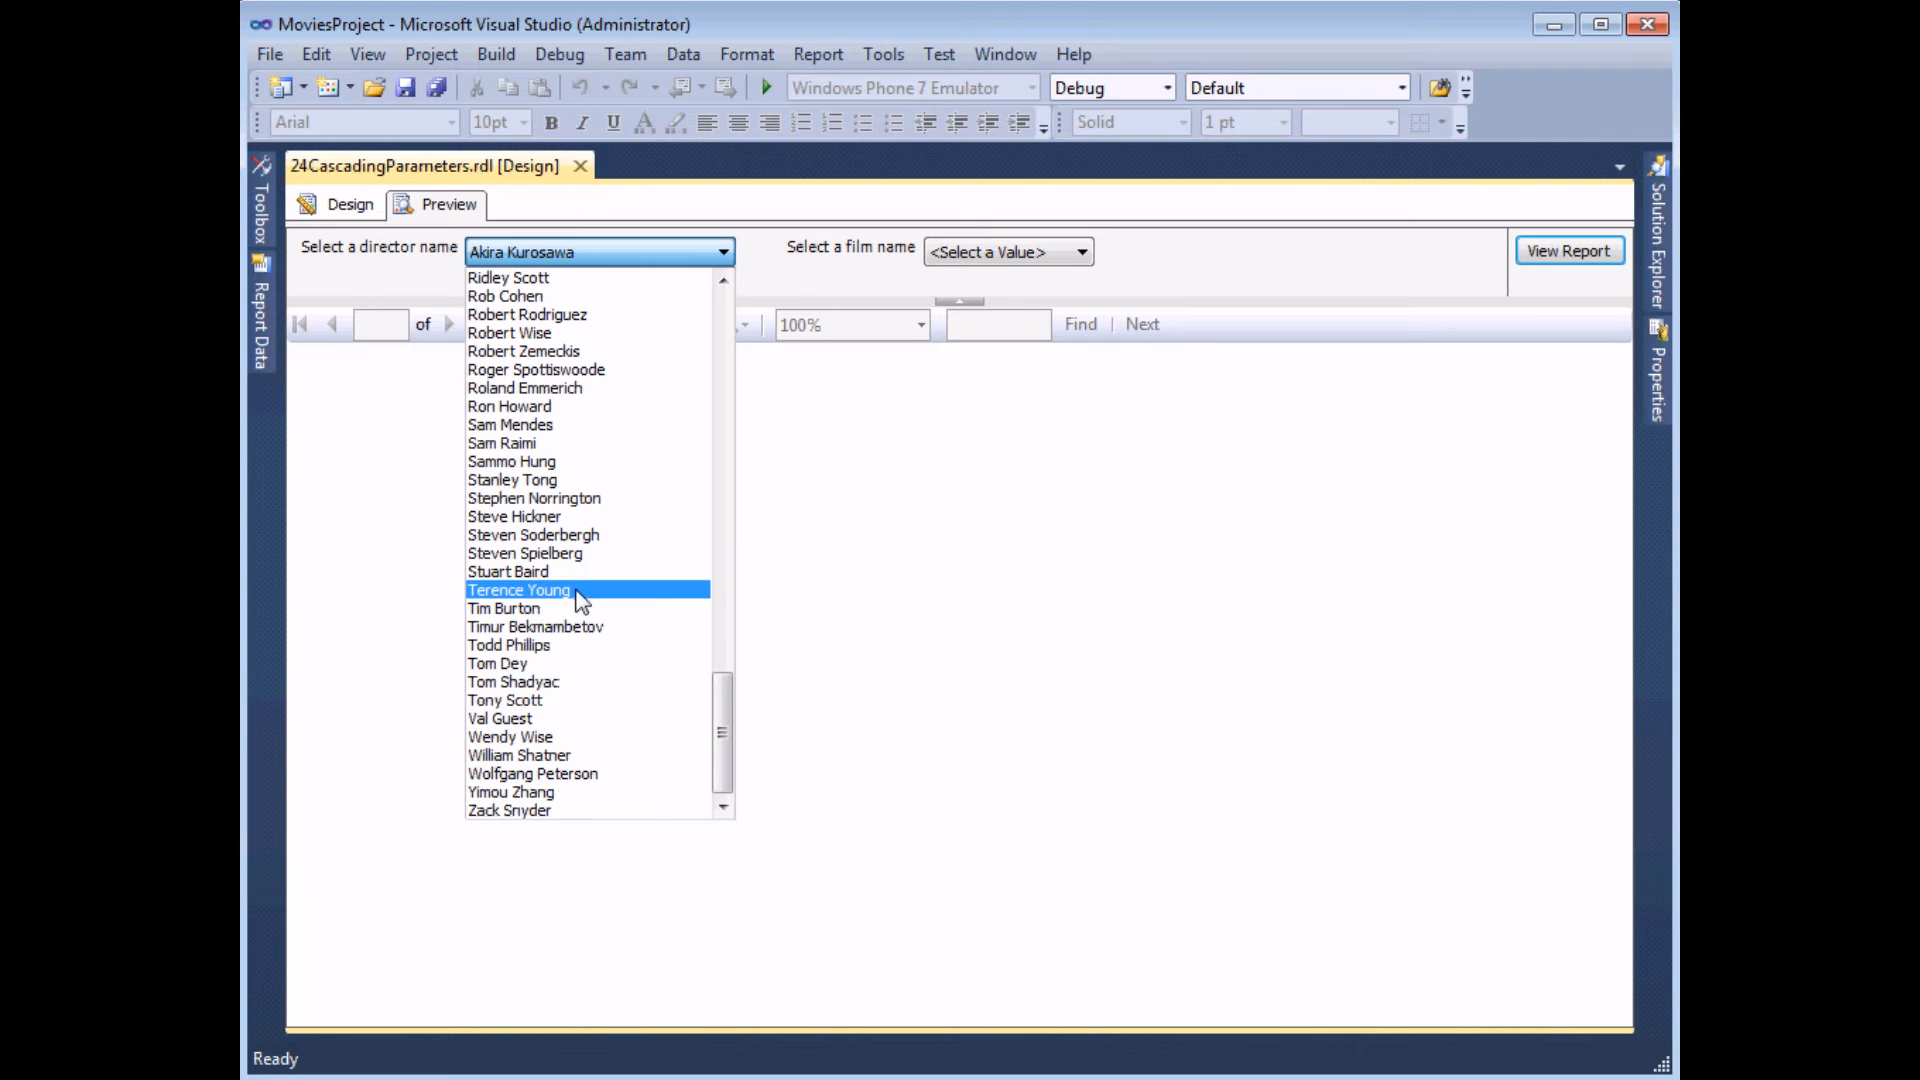 MoviesProject - Microsoft Visual Studio (Administrator)
File Edit View Project Build Debug Team Data Format Report Tools Test Window Help
Windows Phone 7 Emulator Debug Default
Arial 10pt B I U A Solid 1 pt
24CascadingParameters.rdl [Design]
Design Preview
Toolbox
Report Data
Solution Explorer
Properties
Select a director name Akira Kurosawa Select a film name <Select a Value> View Report
of 100% Find | Next
Ridley Scott
Rob Cohen
Robert Rodriguez
Robert Wise
Robert Zemeckis
Roger Spottiswoode
Roland Emmerich
Ron Howard
Sam Mendes
Sam Raimi
Sammo Hung
Stanley Tong
Stephen Norrington
Steve Hickner
Steven Soderbergh
Steven Spielberg
Stuart Baird
Terence Young
Tim Burton
Timur Bekmambetov
Todd Phillips
Tom Dey
Tom Shadyac
Tony Scott
Val Guest
Wendy Wise
William Shatner
Wolfgang Peterson
Yimou Zhang
Zack Snyder
Ready